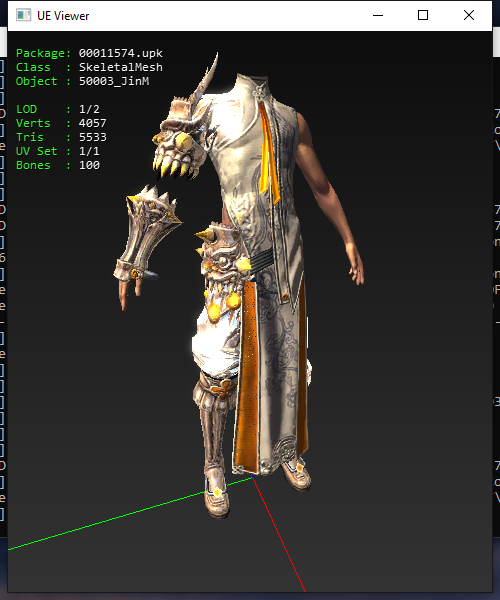 UE Viewer
Package: 00011574.upk
Class : SkeletalMesh
Object : 50003_JinM
LOD : 1/2
Verts : 4057
Tris : 5533
UV Set : 1/1
Bones : 100